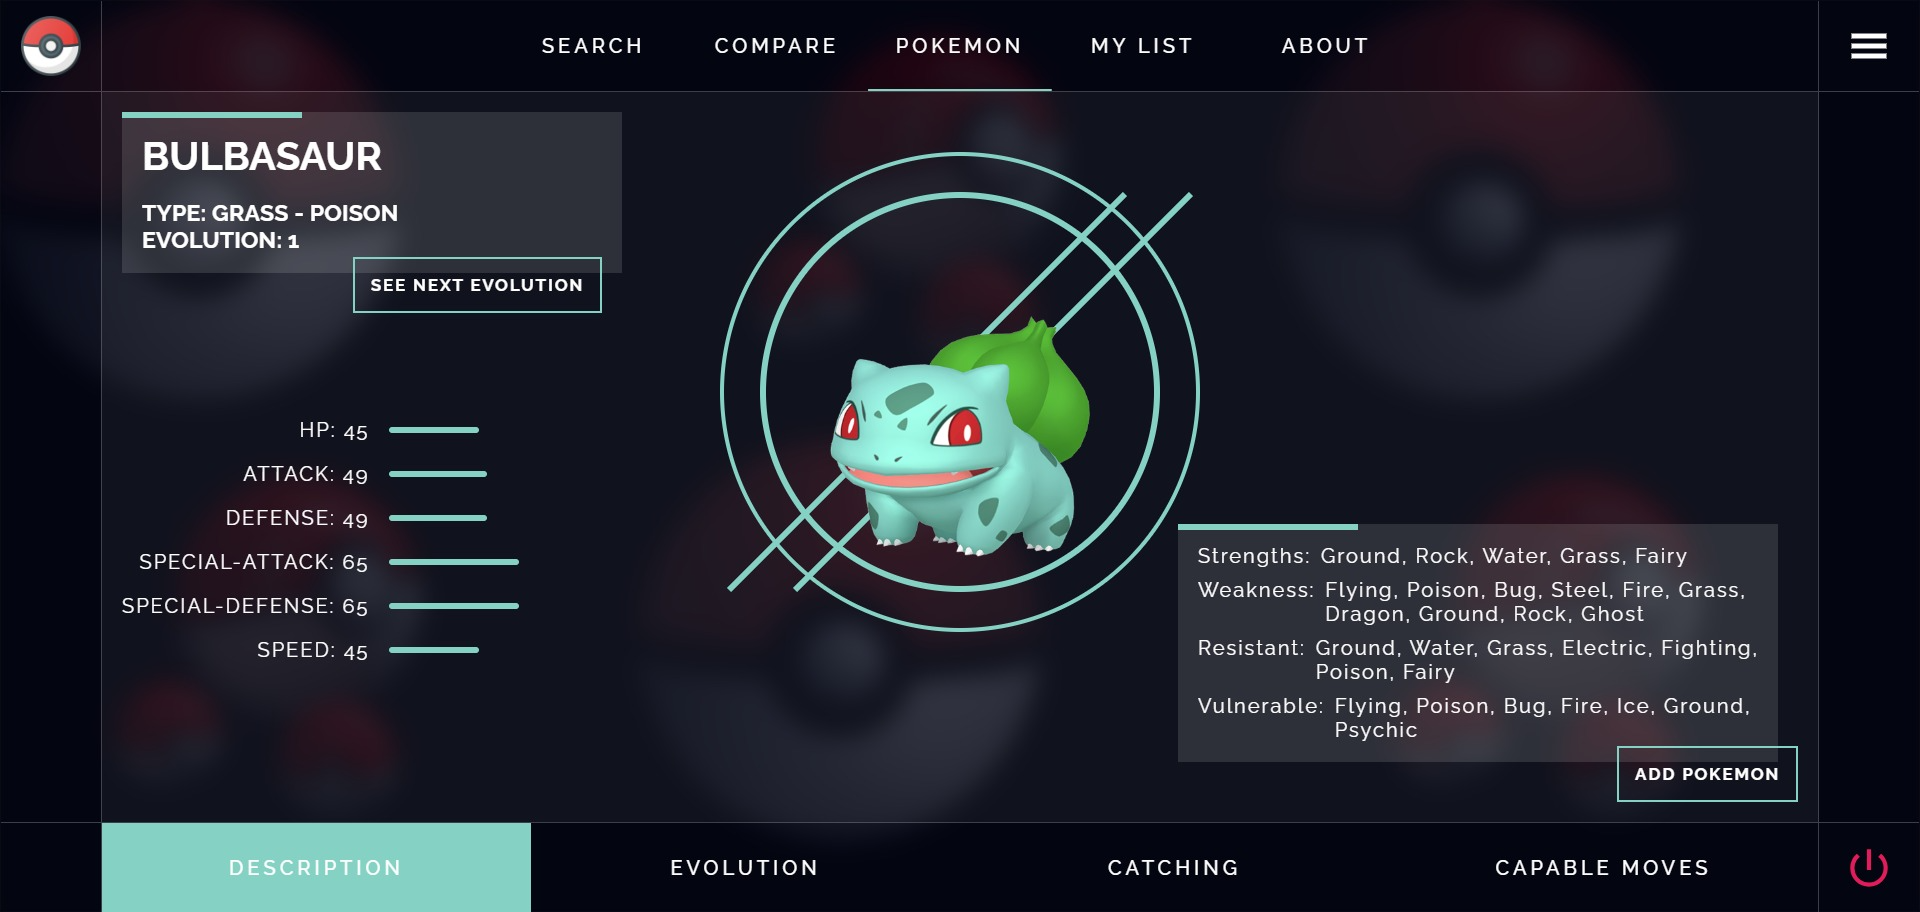 SEARCH
COMPARE
POKEMON
MY LIST
ABOUT
BULBASAUR
TYPE: GRASS - POISON
EVOLUTION: 1
SEE NEXT EVOLUTION
HP: 45
ATTACK: 49
DEFENSE: 49
SPECIAL-ATTACK: 65
SPECIAL-DEFENSE: 65
SPEED: 45
Strengths: Ground, Rock, Water, Grass, Fairy
Weakness: Flying, Poison, Bug, Steel, Fire, Grass,
Dragon, Ground, Rock, Ghost
Resistant: Ground, Water, Grass, Electric, Fighting,
Poison, Fairy
Vulnerable: Flying, Poison, Bug, Fire, Ice, Ground,
Psychic
ADD POKEMON
DESCRIPTION
EVOLUTION
CATCHING
CAPABLE MOVES